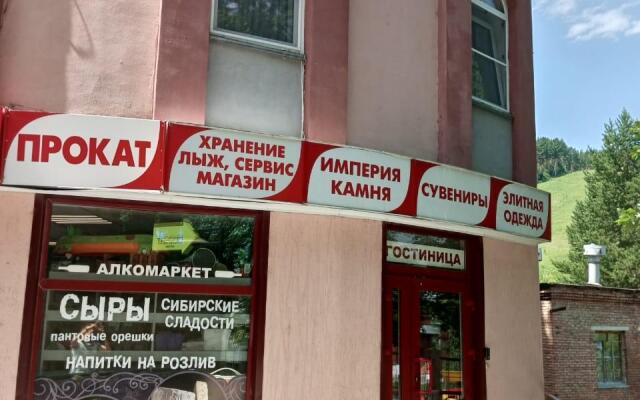 ПРОКАТ
ХРАНЕНИЕ
ЛЫЖ, СЕРВИС
МАГАЗИН
ИМПЕРИЯ
КАМНЯ
СУВЕНИРЫ
ЭЛИТНАЯ
ОДЕЖДА
ГОСТИНИЦА
АЛКОМАРКЕТ
СЫРЫ
пантовые орешки
СИБИРСКИЕ
СЛАДОСТИ
НАПИТКИ НА РОЗЛИВ